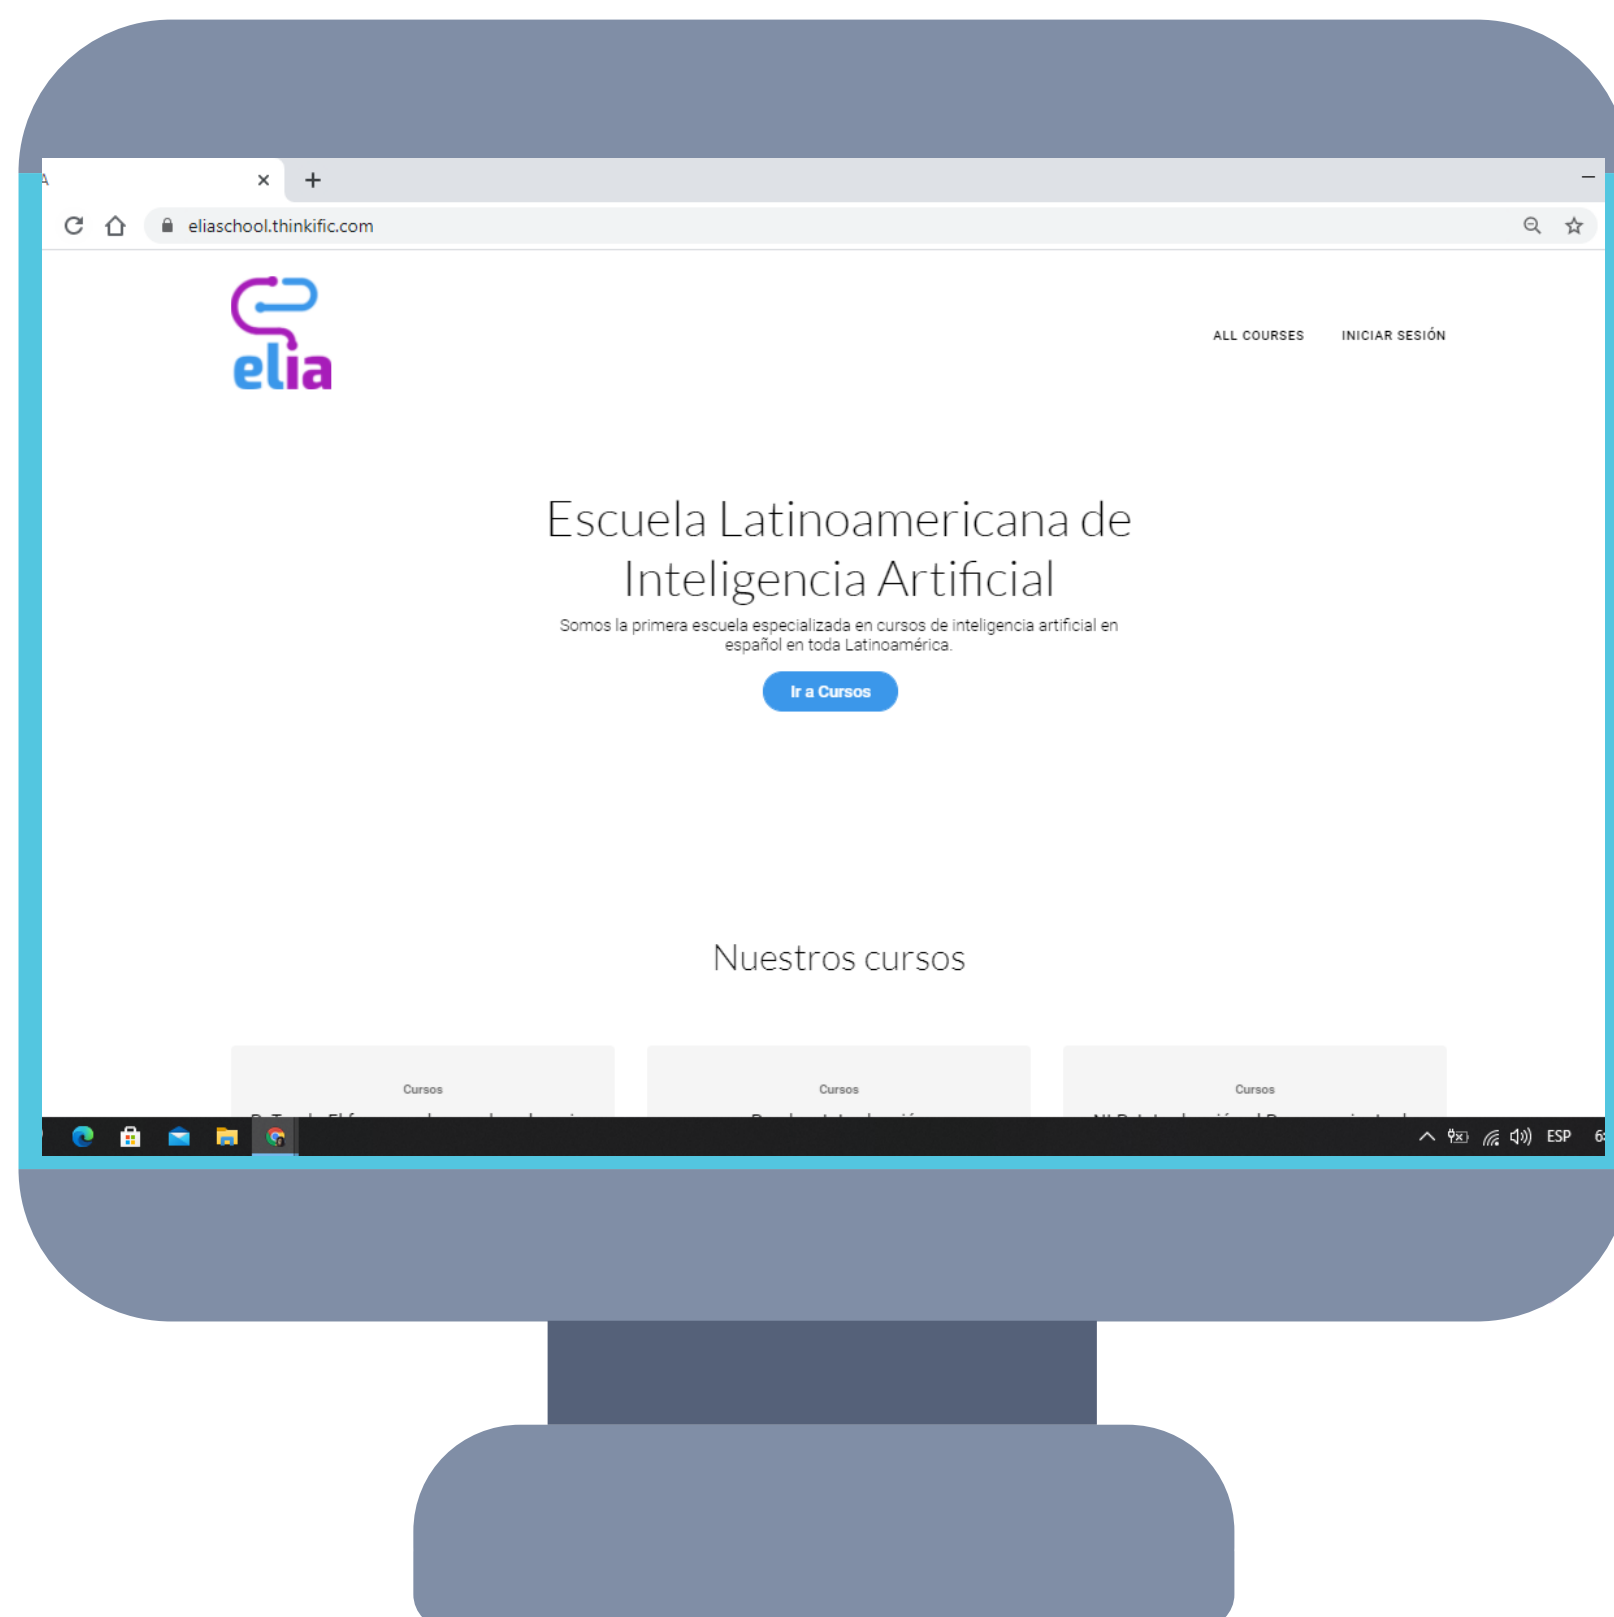 eliaschool.thinkific.com
elia
ALL COURSES
INICIAR SESIÓN
Escuela Latinoamericana de
Inteligencia Artificial
Somos la primera escuela especializada en cursos de inteligencia artificial en
español en toda Latinoamérica.
Ir a Cursos
Nuestros cursos
Cursos
Cursos
Cursos
ESP